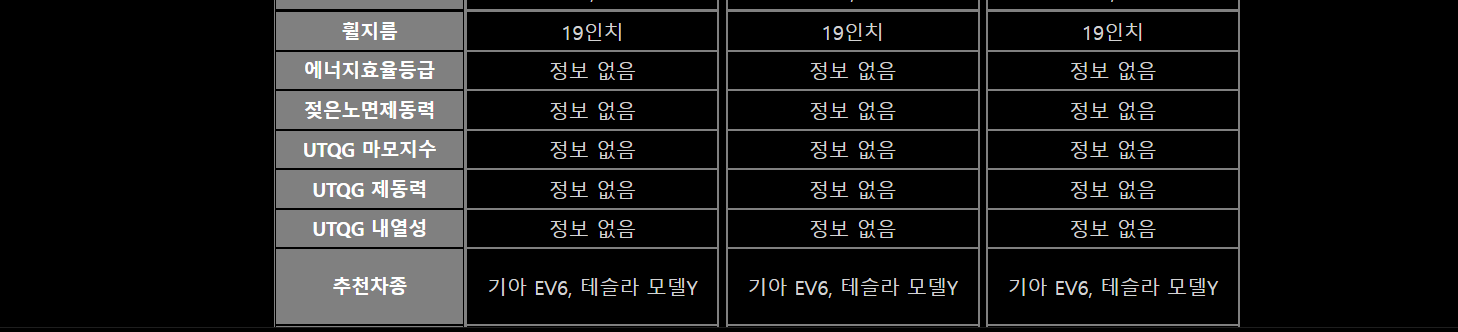 휠지름 19인치 19인치 19인치
에너지효율등급 정보 없음 정보 없음 정보 없음
젖은노면제동력 정보 없음 정보 없음 정보 없음
UTQG 마모지수 정보 없음 정보 없음 정보 없음
UTQG 제동력 정보 없음 정보 없음 정보 없음
UTQG 내열성 정보 없음 정보 없음 정보 없음
추천차종 기아 EV6, 테슬라 모델Y 기아 EV6, 테슬라 모델Y 기아 EV6, 테슬라 모델Y